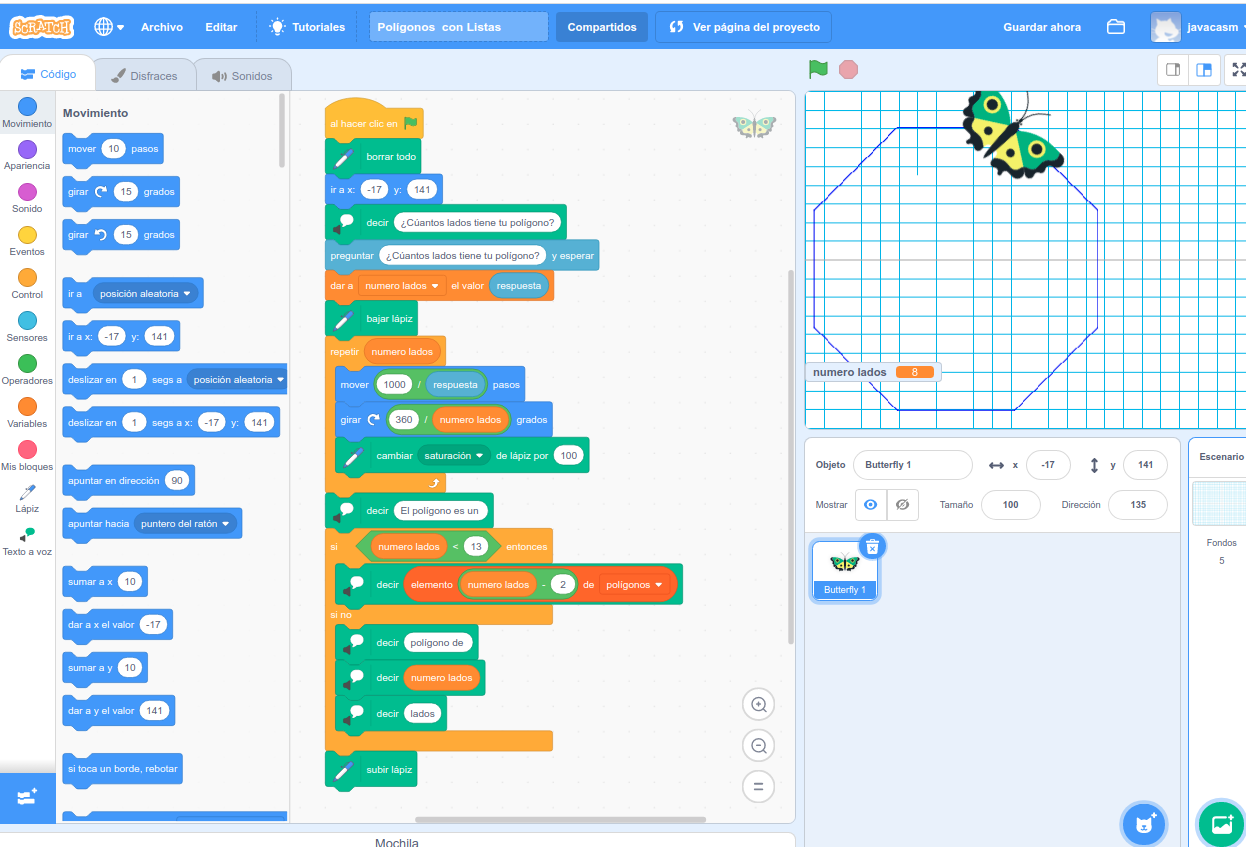 SCRATCH
Archivo
Editar
Tutoriales
Polígonos con Listas
Compartidos
Ver página del proyecto
Guardar ahora
javacasm
Código
Disfraces
Sonidos
Movimiento
Apariencia
Sonido
Eventos
Control
Sensores
Operadores
Variables
Mis bloques
Lápiz
Texto a voz
Movimiento
mover 10 pasos
girar 15 grados
girar 15 grados
ir a posición aleatoria
ir a x: -17 y: 141
deslizar en 1 segs a posición aleatoria
deslizar en 1 segs a x: -17 y: 141
apuntar en dirección 90
apuntar hacia puntero del ratón
sumar a x 10
dar a x el valor -17
sumar a y 10
dar a y el valor 141
si toca un borde, rebotar
al hacer clic en
borrar todo
ir a x: -17 y: 141
decir ¿Cúantos lados tiene tu polígono?
preguntar ¿Cúantos lados tiene tu polígono? y esperar
dar a numero lados el valor respuesta
bajar lápiz
repetir numero lados
mover 1000 / respuesta pasos
girar 360 / numero lados grados
cambiar saturación de lápiz por 100
decir El polígono es un
si numero lados < 13 entonces
decir elemento numero lados - 2 de poligonos
si no
decir polígono de
decir numero lados
decir lados
subir lápiz
numero lados 8
Objeto Butterfly 1 x -17 y 141
Mostrar Tamaño 100 Dirección 135
Butterfly 1
Escenario
Fondos
5
Mochila